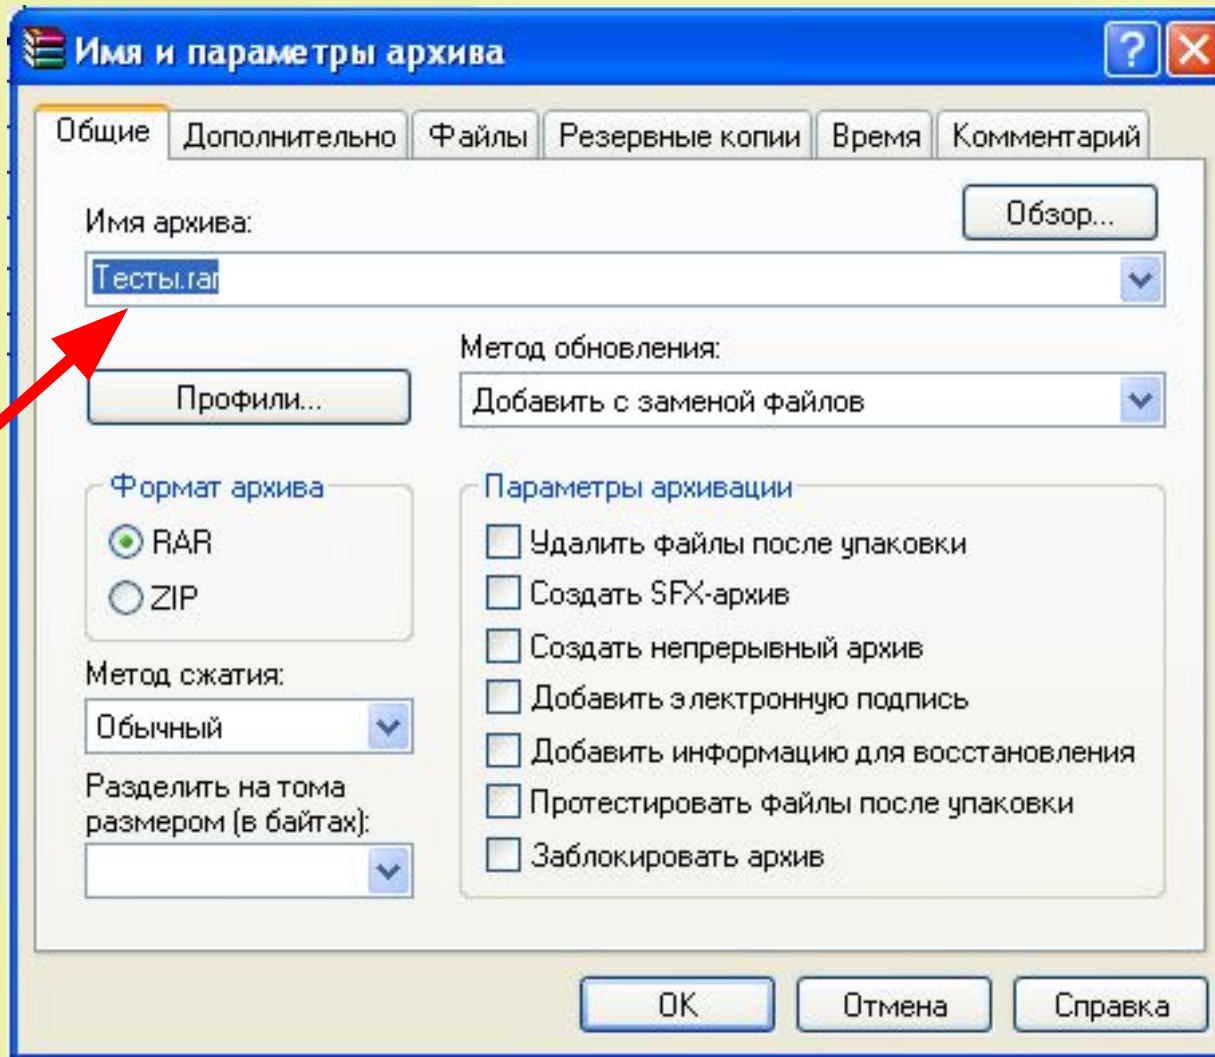 Имя и параметры архива
Общие Дополнительно Файлы Резервные копии Время Комментарий
Имя архива:
Обзор...
Тесты.rar
Метод обновления:
Профили...
Добавить с заменой файлов
Формат архива
RAR
ZIP
Метод сжатия:
Обычный
Разделить на тома
размером (в байтах):
Параметры архивации
Удалить файлы после упаковки
Создать SFX-архив
Создать непрерывный архив
Добавить электронную подпись
Добавить информацию для восстановления
Протестировать файлы после упаковки
Заблокировать архив
ОК Отмена Справка